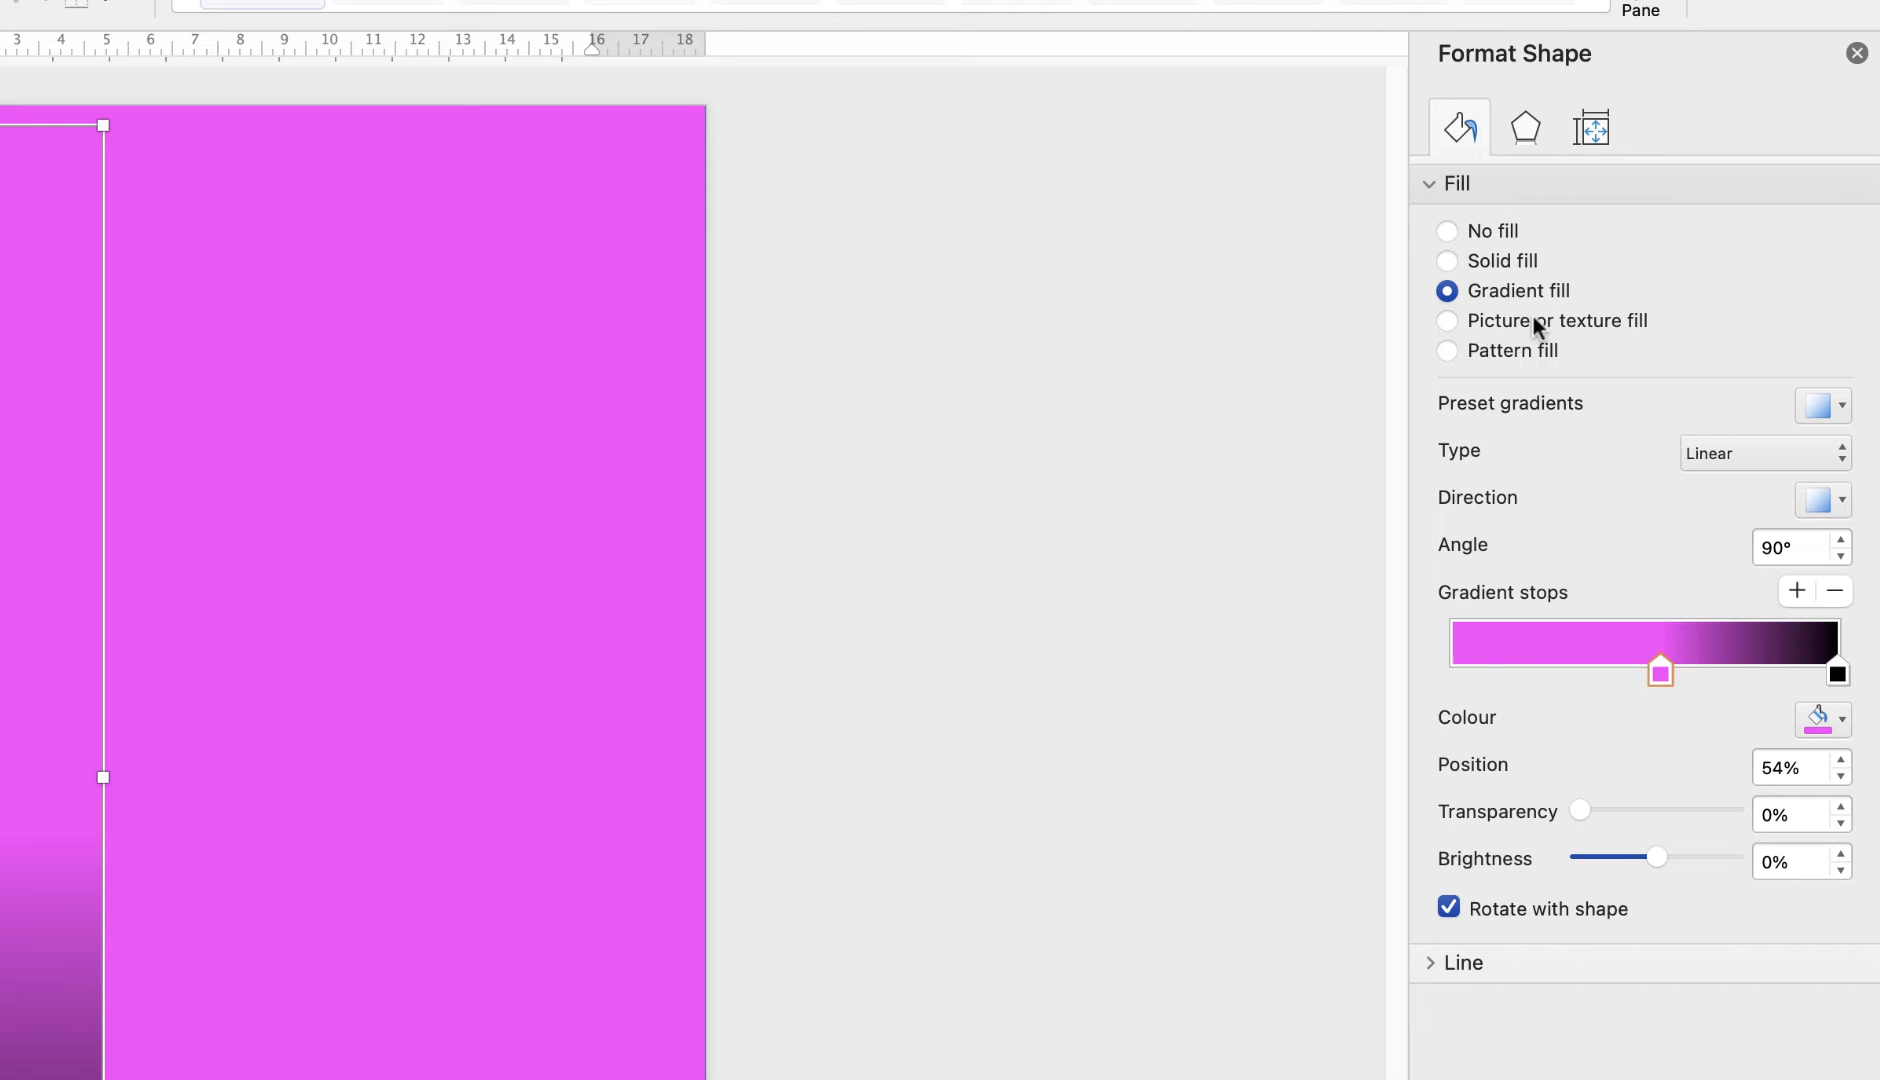 Pane
3 4 5 6 7 8 9 10 11 12 13 14 15 16 17 18
Format Shape
Fill
No fill
Solid fill
Gradient fill
Picture or texture fill
Pattern fill
Preset gradients
Type Linear
Direction
Angle 90°
Gradient stops
Colour
Position 54%
Transparency 0%
Brightness 0%
Rotate with shape
Line